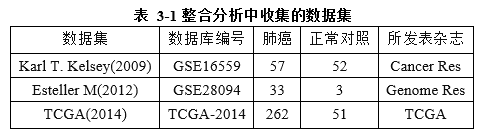 表 3-1 整合分析中收集的数据集
数据集 数据库编号 肺癌 正常对照 所发表杂志
Karl T. Kelsey(2009) GSE16559 57 52 Cancer Res
Esteller M(2012) GSE28094 33 3 Genome Res
TCGA(2014) TCGA-2014 262 51 TCGA